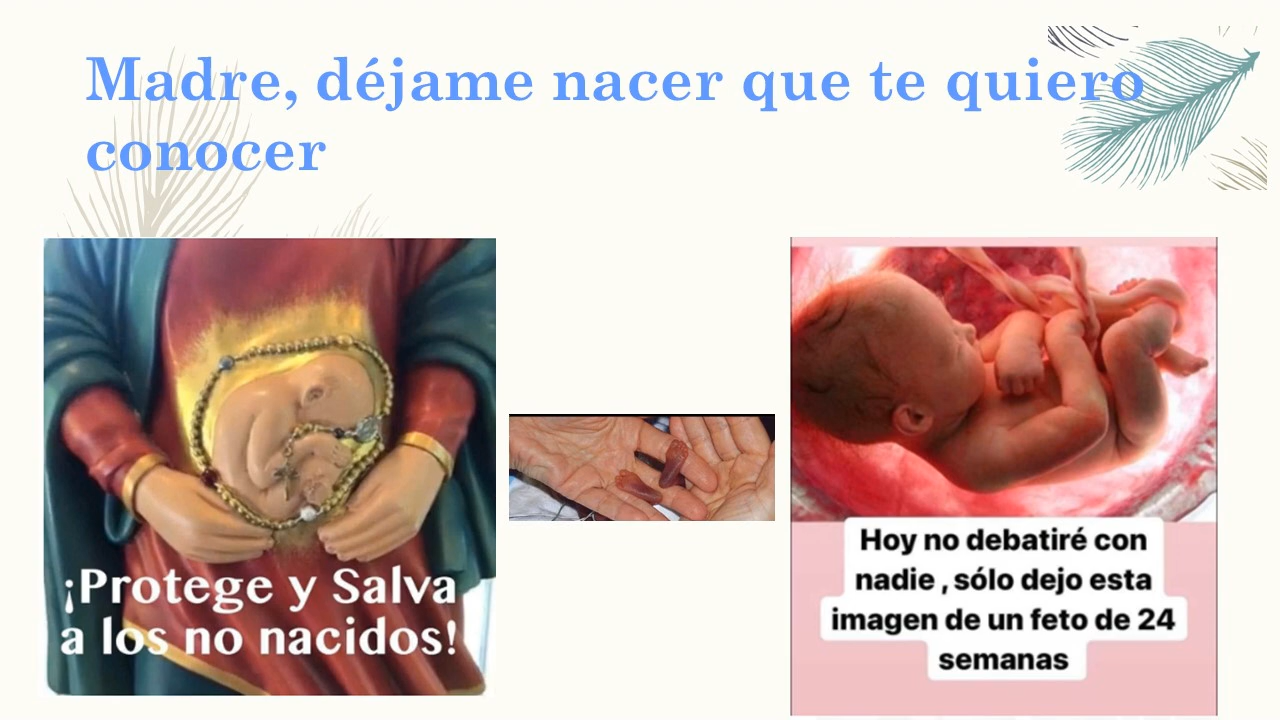 Madre, déjame nacer que te quiero
conocer
¡Protege y Salva
a los no nacidos!
Hoy no debatiré con
nadie , sólo dejo esta
imagen de un feto de 24
semanas